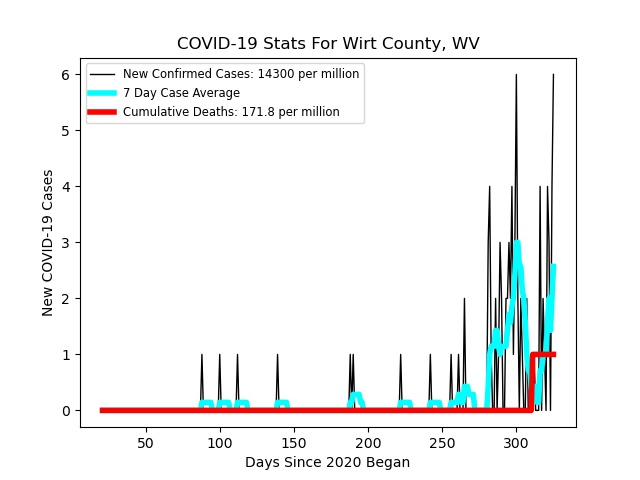 COVID-19 Stats For Wirt County, WV
New Confirmed Cases: 14300 per million
7 Day Case Average
Cumulative Deaths: 171.8 per million
New COVID-19 Cases
6
5
4
3
2
1
0
50 100 150 200 250 300
Days Since 2020 Began